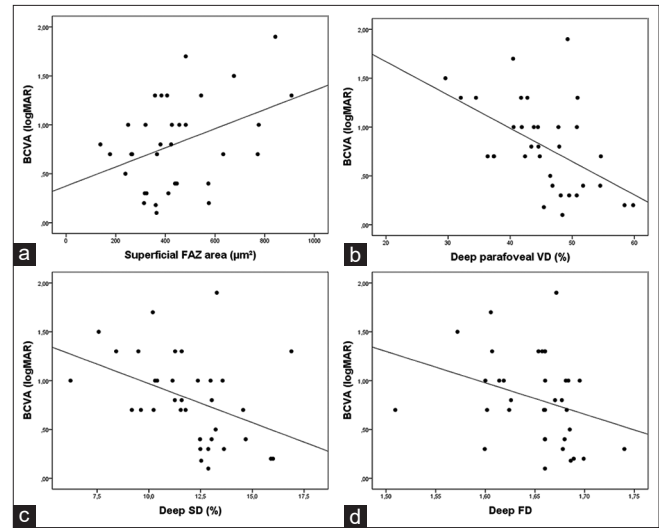 2,00
1,50
1,00
,50
,00
BCVA (logMAR)
0 200 400 600 800 1000
Superficial FAZ area (µm²)
a
2,00
1,50
1,00
,50
,00
BCVA (logMAR)
20 30 40 50 60
Deep parafoveal VD (%)
b
2,00
1,50
1,00
,50
,00
BCVA (logMAR)
7,5 10,0 12,5 15,0 17,5
Deep SD (%)
c
2,00
1,50
1,00
,50
,00
BCVA (logMAR)
1,50 1,55 1,60 1,65 1,70 1,75
Deep FD
d